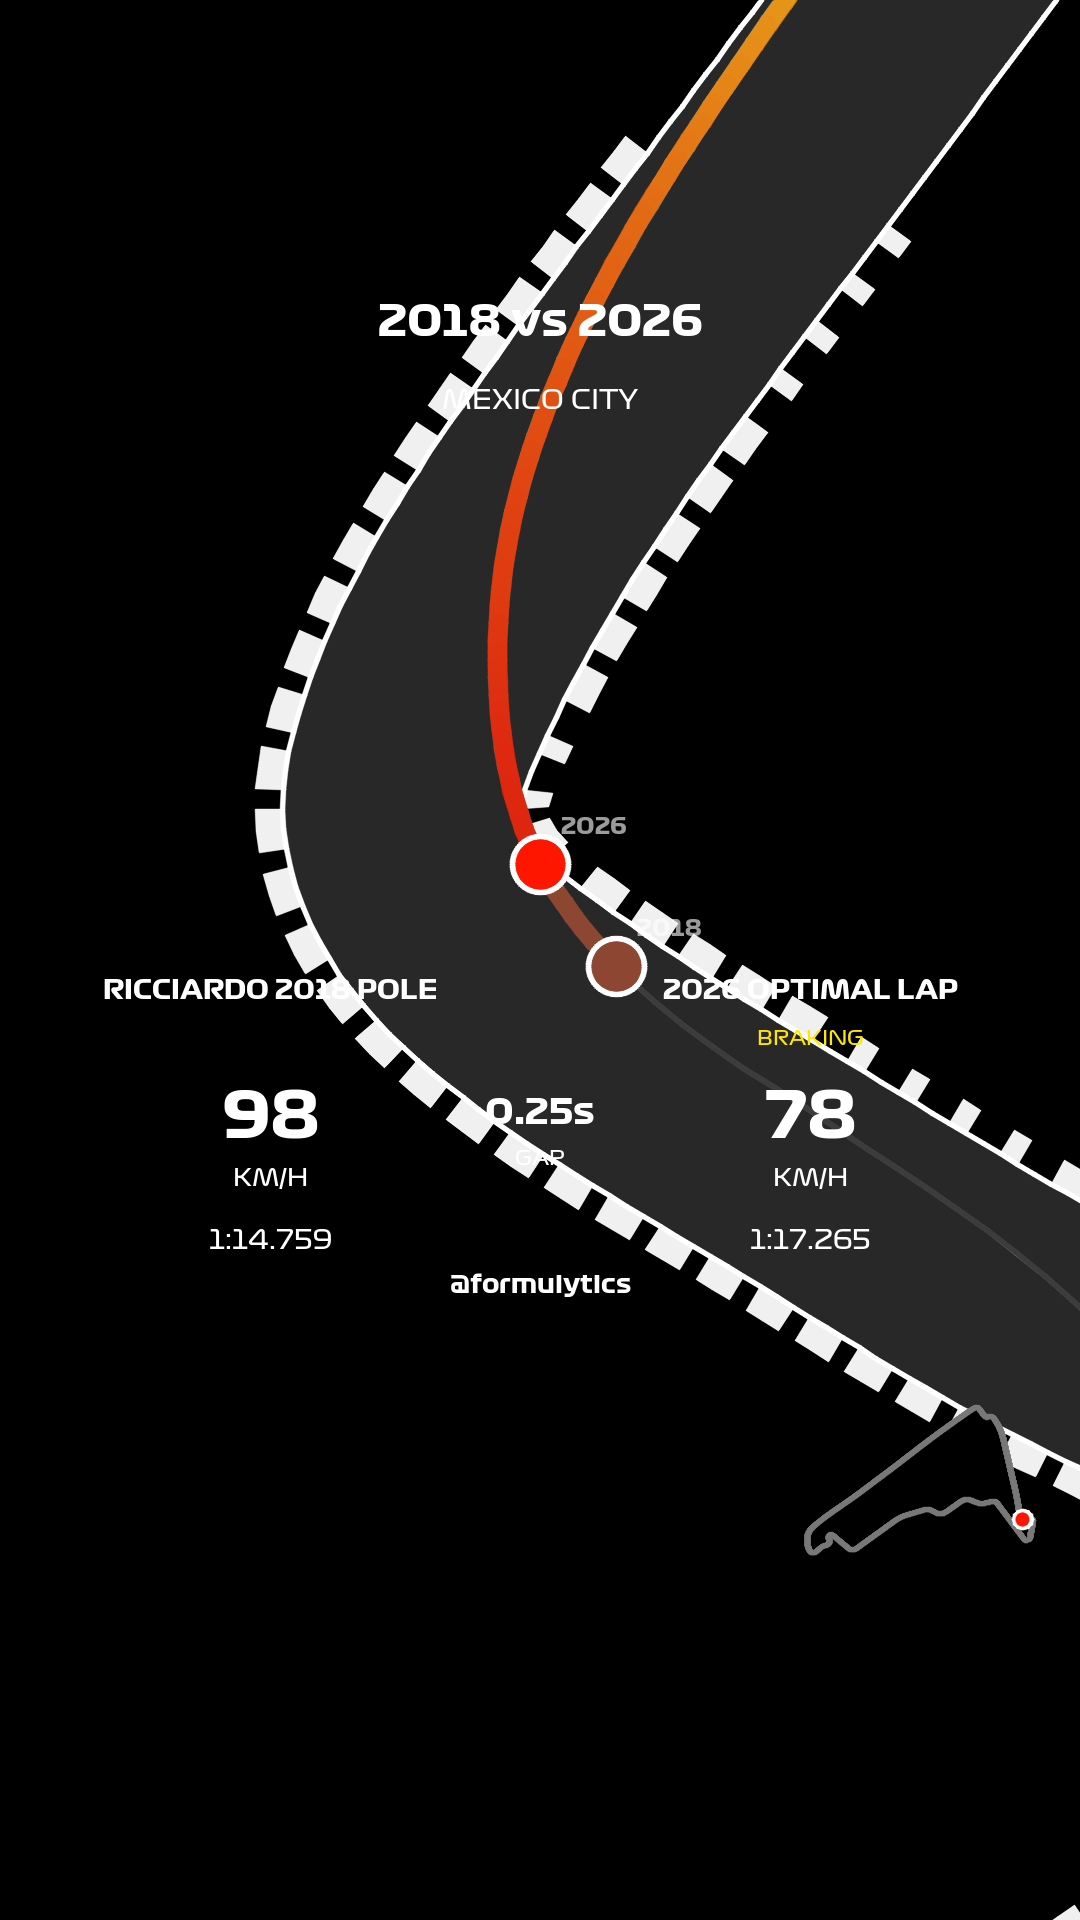 2018 vs 2026
MEXICO CITY
2026
2018
RICCIARDO 2018 POLE
2026 OPTIMAL LAP
BRAKING
98
0.25s
78
GAP
KM/H
KM/H
1:14.759
1:17.265
@formulytics